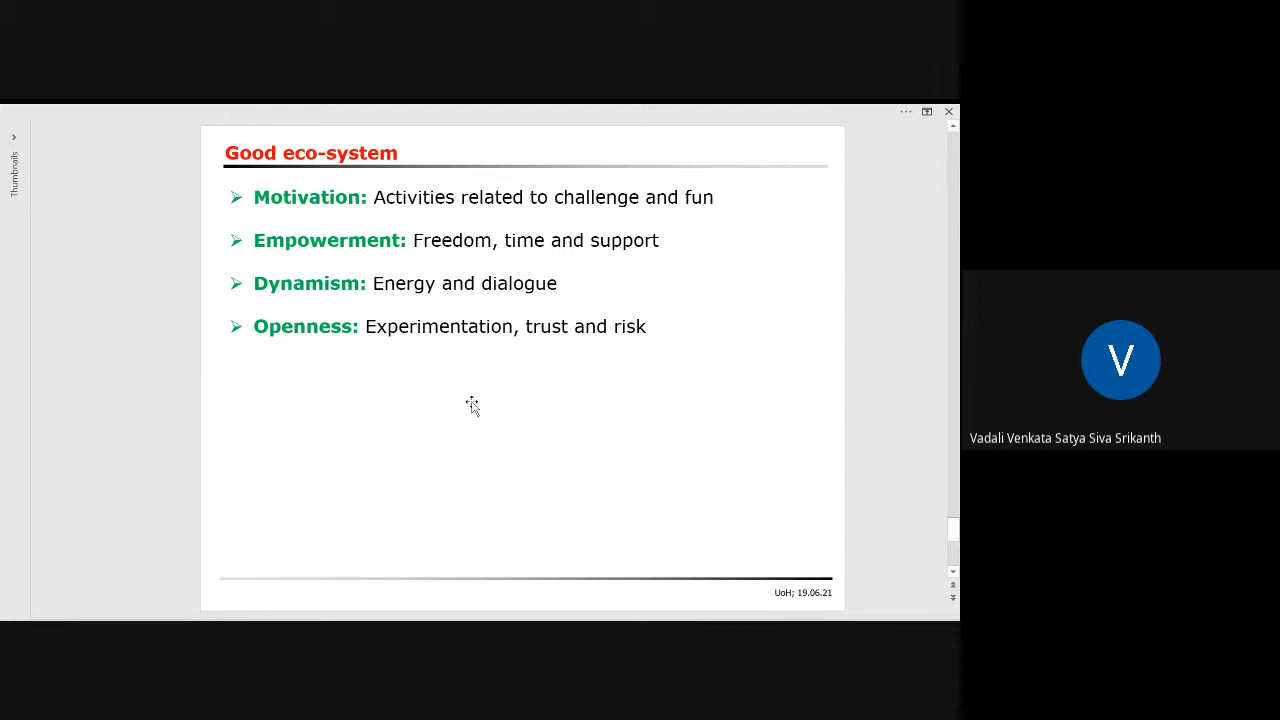 Thumbnails
Good eco-system
Motivation: Activities related to challenge and fun
Empowerment: Freedom, time and support
Dynamism: Energy and dialogue
Openness: Experimentation, trust and risk
UoH; 19.06.21
V
Vadali Venkata Satya Siva Srikanth